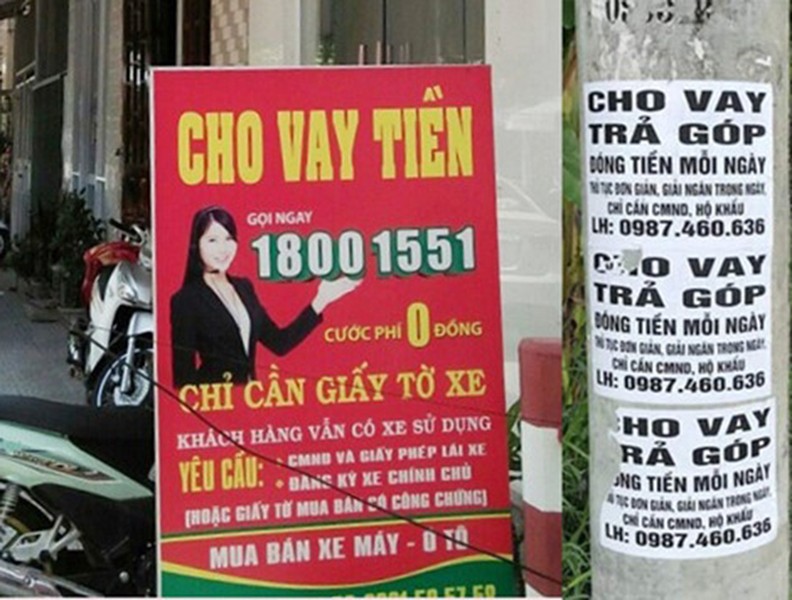 CHO VAY TIỀN
GỌI NGAY
1800 1551
CƯỚC PHÍ 0 ĐỒNG
CHỈ CẦN GIẤY TỜ XE
KHÁCH HÀNG VẪN CÓ XE SỬ DỤNG
YÊU CẦU: CMND VÀ GIẤY PHÉP LÁI XE
ĐĂNG KÝ XE CHÍNH CHỦ
(HOẶC GIẤY TỜ MUA BÁN CÓ CÔNG CHỨNG)
MUA BÁN XE MÁY - Ô TÔ
CHO VAY
TRẢ GÓP
ĐÓNG TIỀN MỖI NGÀY
THỦ TỤC ĐƠN GIẢN, GIẢI NGÂN TRONG NGÀY,
CHỈ CẦN CMND, HỘ KHẨU
LH: 0987.460.636
CHO VAY
TRẢ GÓP
ĐÓNG TIỀN MỖI NGÀY
THỦ TỤC ĐƠN GIẢN, GIẢI NGÂN TRONG NGÀY,
CHỈ CẦN CMND, HỘ KHẨU
LH: 0987.460.636
HO VAY
RẢ GÓP
NG TIỀN MỖI NGÀY
TỤC ĐƠN GIẢN, GIẢI NGÂN TRONG NGÀY,
CHỈ CẦN CMND, HỘ KHẨU
LH: 0987.460.636